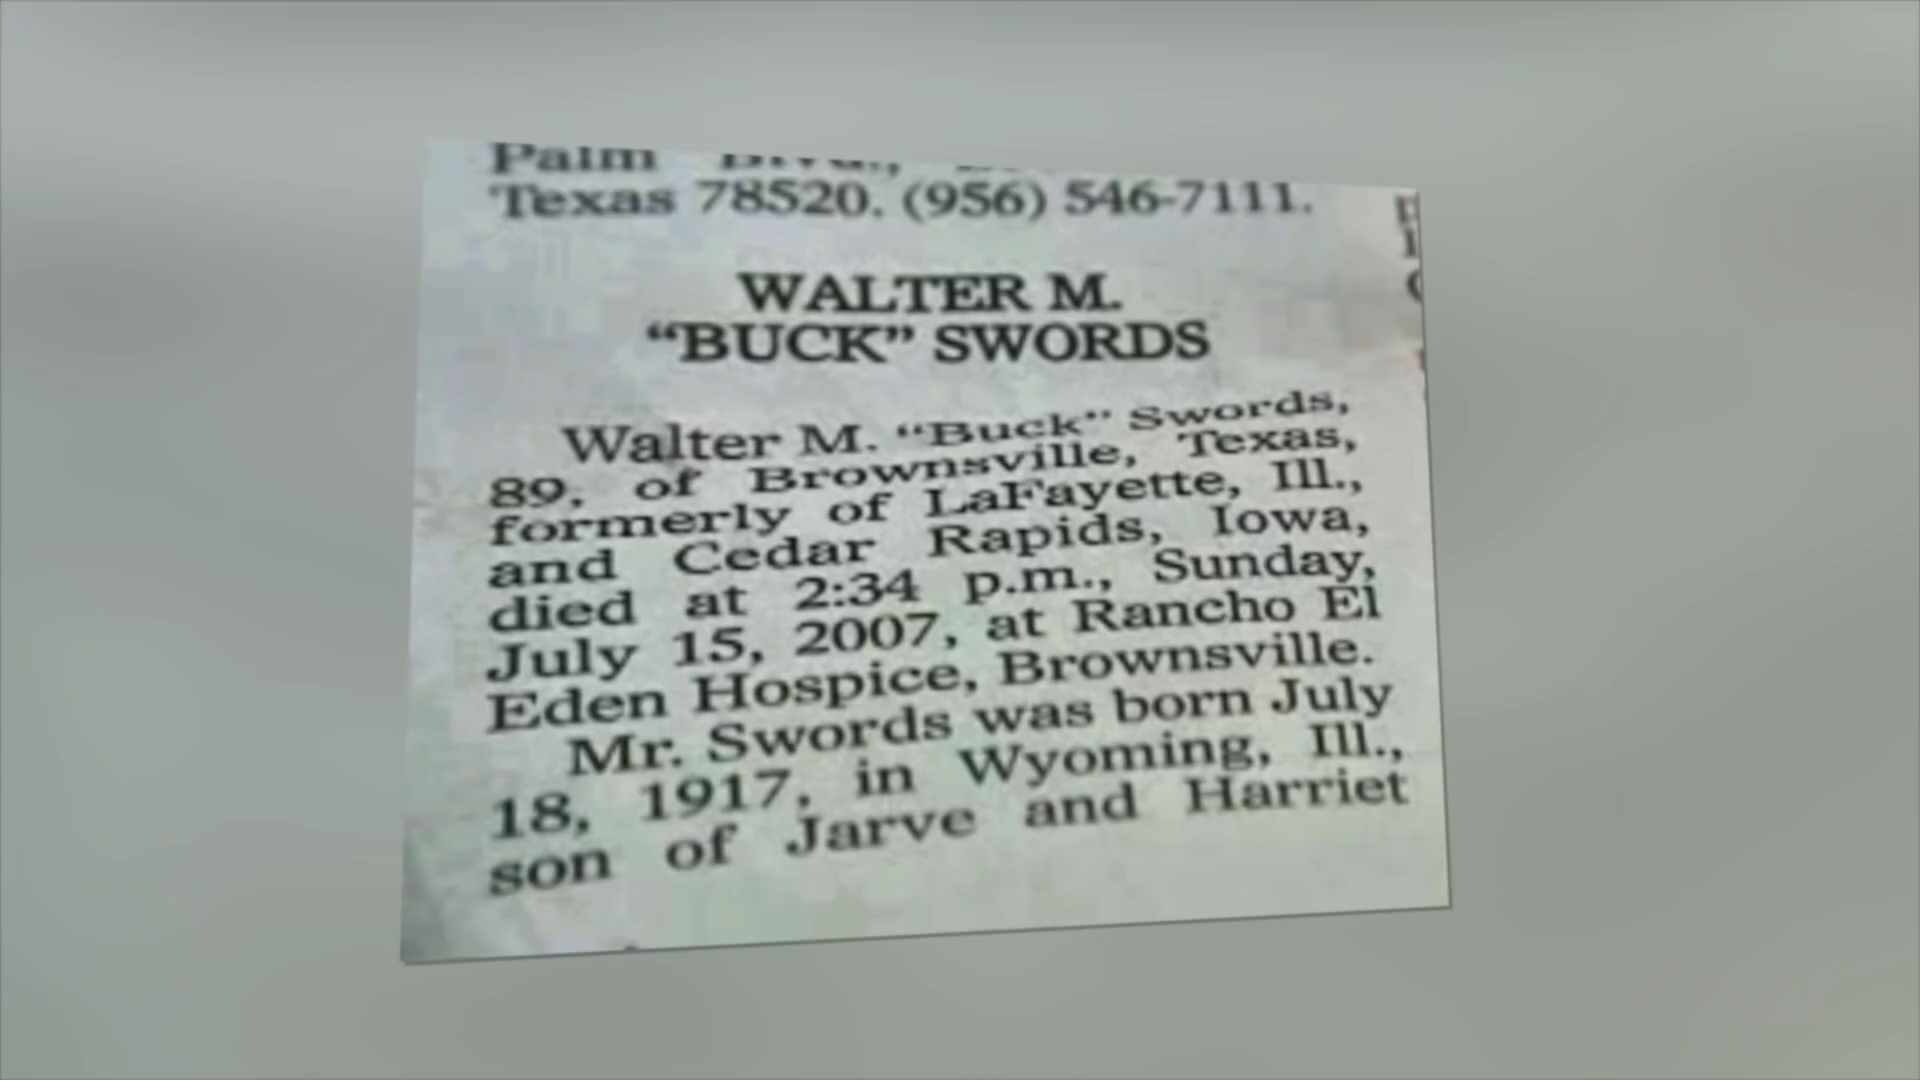 Palm Blvd.,
Texas 78520. (956) 546-7111.
WALTER M.
“BUCK” SWORDS
Walter M. “Buck” Swords,
89, of Brownsville, Texas,
formerly of LaFayette, Ill.,
and Cedar Rapids, Iowa,
died at 2:34 p.m., Sunday,
July 15, 2007, at Rancho El
Eden Hospice, Brownsville.
Mr. Swords was born July
18, 1917, in Wyoming, Ill.,
son of Jarve and Harriet